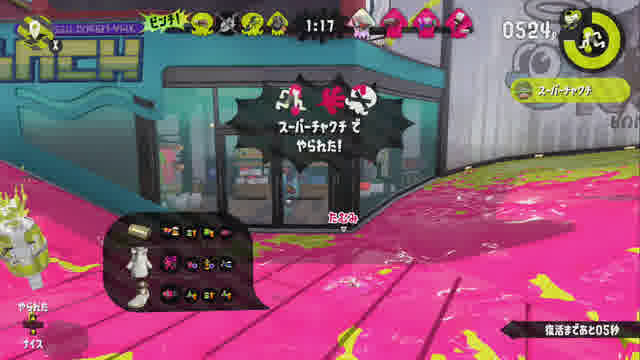 ピンチ!
1:17
0524p
X
スーパーチャクチ
スーパーチャクチ で
やられた!
たむみ
やられた
ナイス
復活まであと05秒